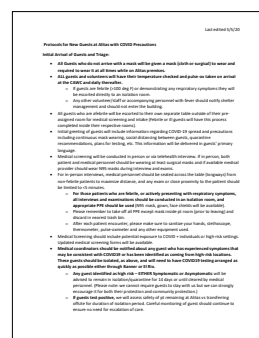 Last edited 5/5/20
Protocols for New Guests at Alitas with COVID Precautions
Initial Arrival of Guests and Triage:
• All Guests who do not arrive with a mask will be given a mask (cloth or surgical) to wear and
required to wear it at all times while on Alitas premises.
• ALL guests and volunteers will have their temperature checked and pulse ox taken on arrival
at the CAWC and daily thereafter.
o If guests are febrile (>100 deg F) or demonstrating any respiratory symptoms they will
be escorted directly to an isolation room.
o Any other volunteers/staff or accompanying personnel with fever should notify shelter
management and should not enter the building.
• All guests who are afebrile will be escorted to their own separate table outside of their pre-
assigned room for medical screening and intake (febrile or ill guests will have this process
completed inside their respective rooms).
• Initial greeting of guests will include information regarding COVID-19 spread and precautions
including continuous mask wearing, social distancing between guests, quarantine
recommendations, plans for testing, etc. This information will be delivered in guests' primary
language.
• Medical screening will be conducted in person or via telehealth interview. If in person, both
patient and medical personnel should be wearing at least surgical masks and if available medical
provider should wear N95 masks during interview and exams.
• For in-person interviews, medical personnel should be seated across the table (longways) from
non-febrile patients to maximize distance, and any exam or close proximity to the patient should be
limited to <5 minutes.
o For those patients who are febrile, or actively presenting with respiratory symptoms,
all interviews and examinations should be conducted in an isolation room, and
appropriate PPE should be used (N95 mask, gown, face shields will be available).
o Please remember to take off all PPE except mask inside pt room (prior to leaving) and
discard in nearest trash bin.
o After each patient encounter, please make sure to sanitize your hands, stethoscope,
thermometer, pulse-oximeter and any other equipment used.
• Medical Screening should include potential exposure to COVID + individuals or high risk settings.
Updated medical screening forms will be available.
• Medical coordinators should be notified about any guest who has experienced symptoms that
may be consistent with COVID19 or has been identified as coming from high risk locations.
These guests should be isolated, as above, and will need to have COVID19 testing arranged as
quickly as possible either through Banner or El Rio.
o Any guest identified as high risk – EITHER Symptomatic or Asymptomatic will be
advised to remain in isolation/quarantine for 14 days or until cleared by medical
personnel. (Please note: we cannot require guests to stay with us but we can strongly
encourage it for both their protection and community protection.)
o If guests test positive, we will assess safety of pt remaining at Alitas vs transferring
offsite for duration of isolation period. Careful monitoring of guest should continue to
ensure no need for escalation of care.